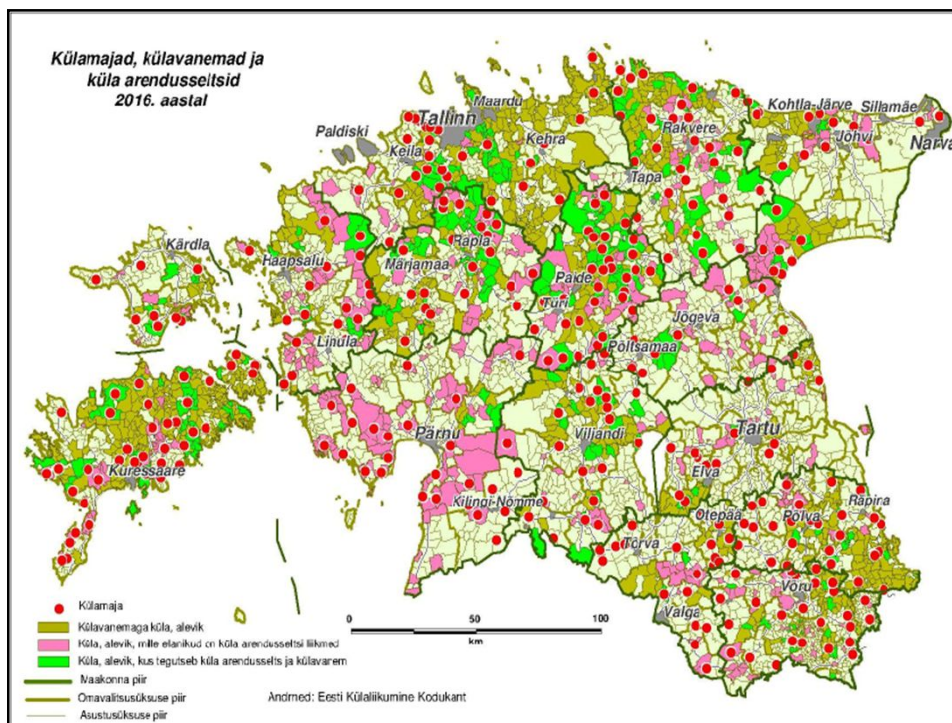 Külamajad, külavanemad ja
küla arendusseltsid
2016. aastal
Tallinn
Maardu
Paldiski
Keila
Kehra
Rakvere
Tapa
Kohtla-Järve
Sillamäe
Jõhvi
Narva
Kärdla
Haapsalu
Rapla
Märjamaa
Paide
Türi
Jõgeva
Lihula
Põltsamaa
Pärnu
Viljandi
Tartu
Elva
Kuressaare
Kilingi-Nõmme
Otepää
Põlva
Räpina
Tõrva
Valga
Võru
Külamaja
Külavanemaga küla, alevik
Küla, alevik, mille elanikud on küla arendusseltsi liikmed
Küla, alevik, kus tegutseb küla arendusselts ja külavanem
Maakonna piir
Omavalitsusüksuse piir
Asustusüksuse piir
0 50 100
km
Andmed: Eesti Külaliikumine Kodukant